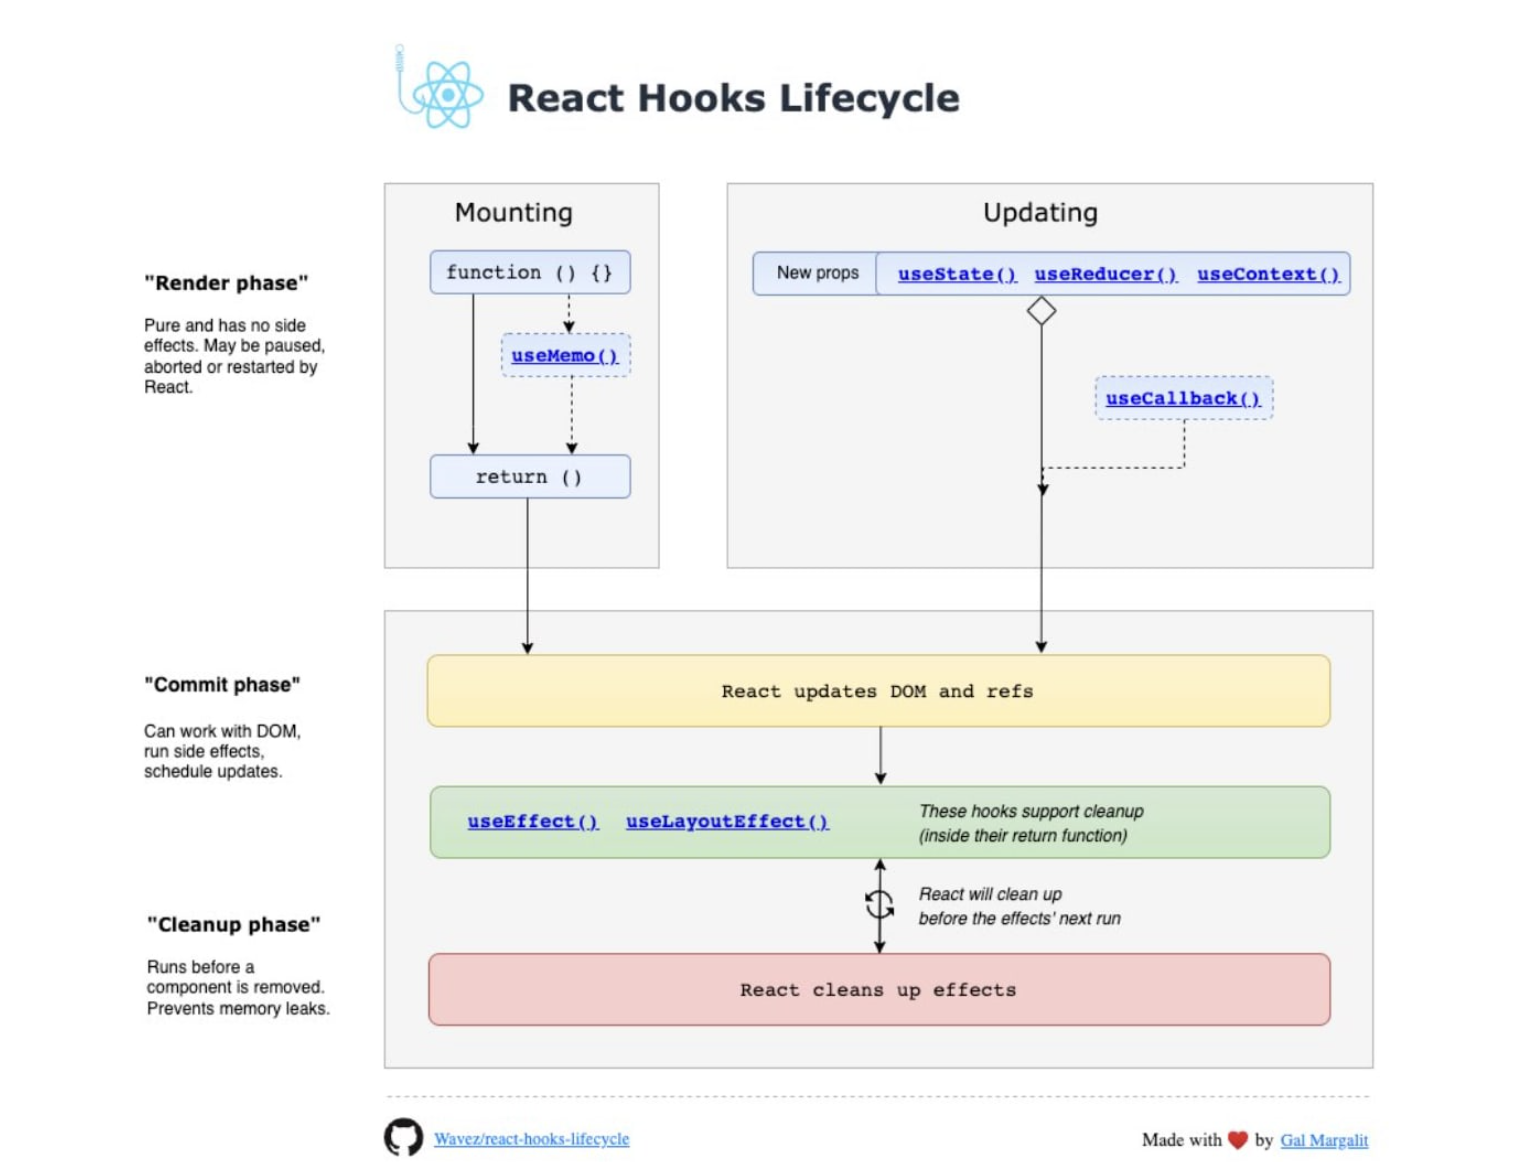 React Hooks Lifecycle
Mounting
Updating
"Render phase"
Pure and has no side
effects. May be paused,
aborted or restarted by
React.
function () {}
useMemo()
return ()
New props
useState() useReducer() useContext()
useCallback()
"Commit phase"
Can work with DOM,
run side effects,
schedule updates.
React updates DOM and refs
useEffect() useLayoutEffect()
These hooks support cleanup
(inside their return function)
React will clean up
before the effects' next run
"Cleanup phase"
Runs before a
component is removed.
Prevents memory leaks.
React cleans up effects
Wavez/react-hooks-lifecycle
Made with ❤️ by Gal Margalit